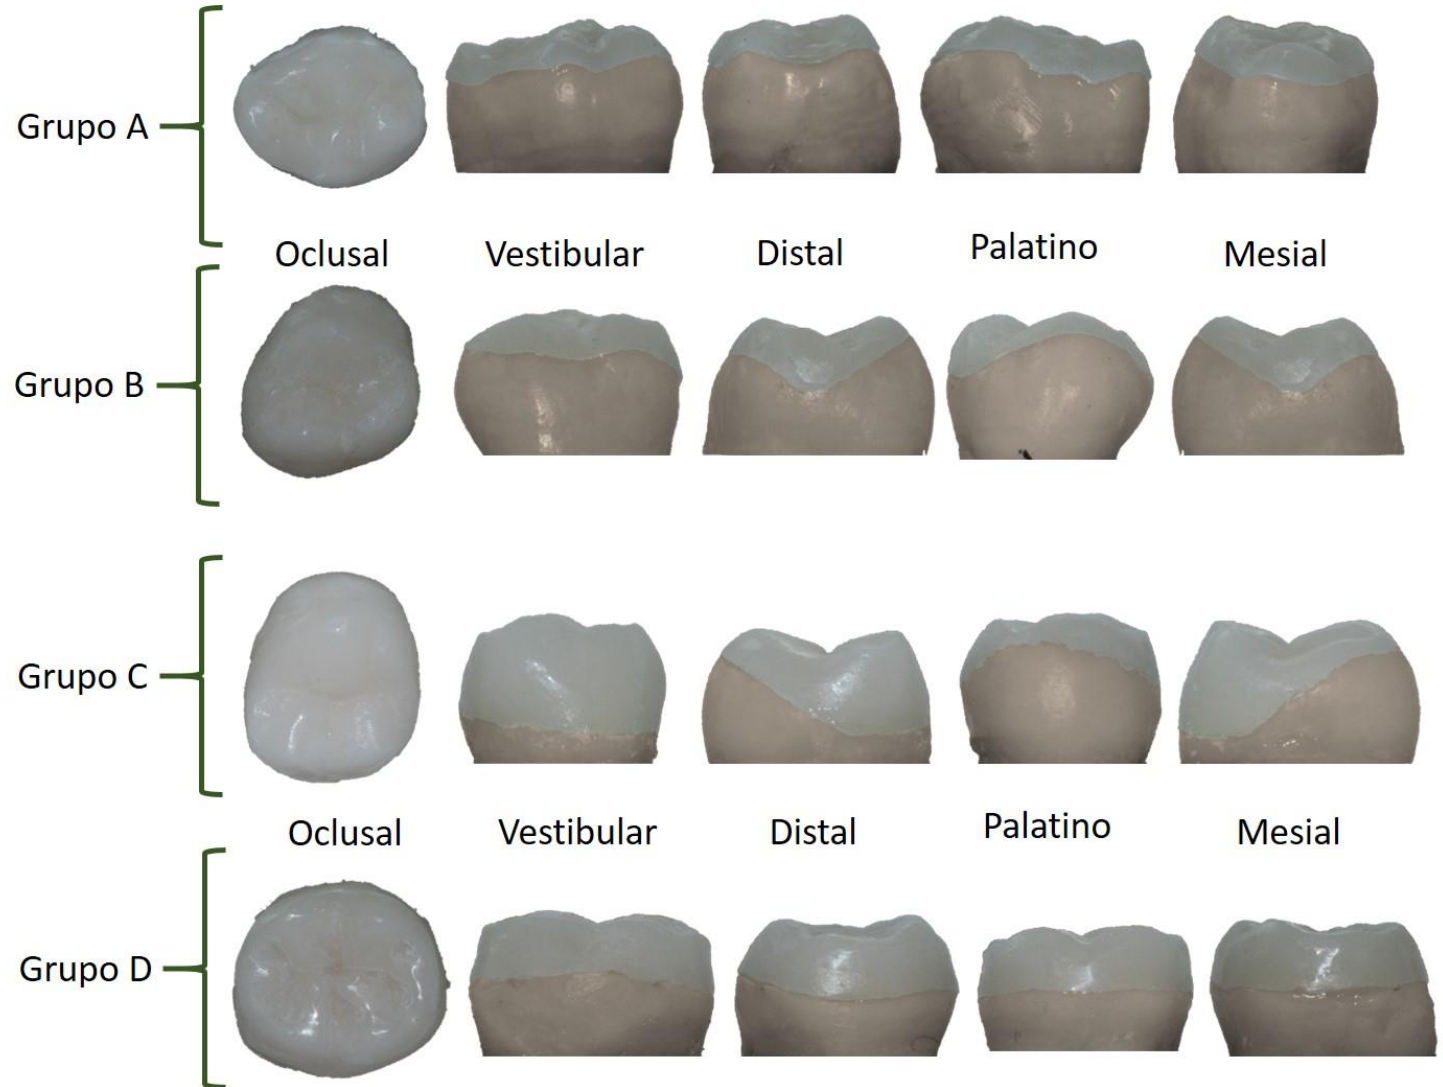 Grupo A
Oclusal Vestibular Distal Palatino Mesial
Grupo B
Grupo C
Oclusal Vestibular Distal Palatino Mesial
Grupo D